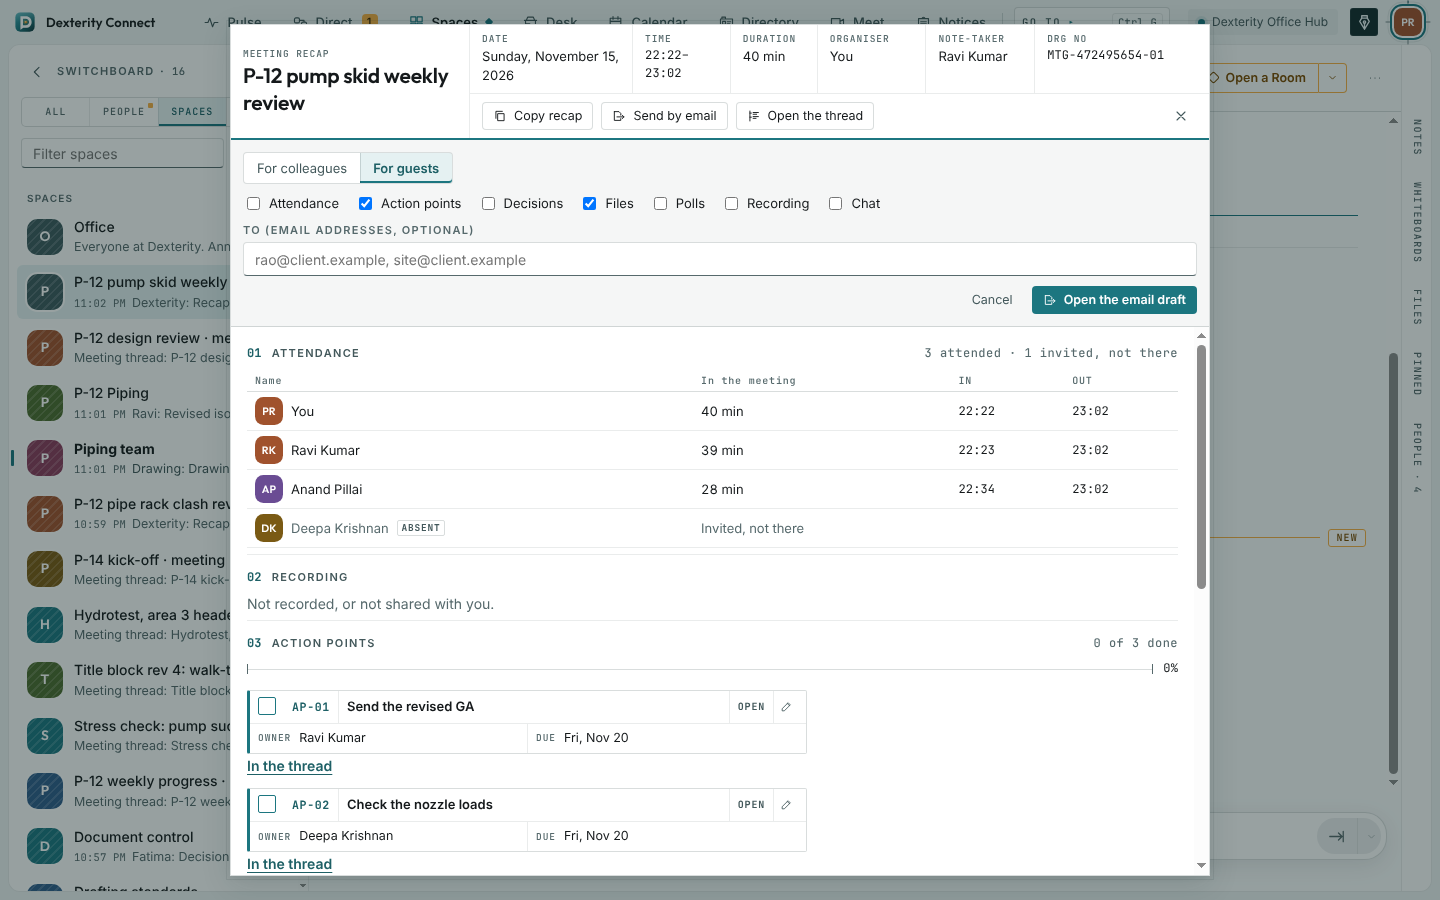 Dexterity Connect
Pulse
Direct 1
Spaces
Desk
Calendar
Directory
Meet
Notices
GO TO
Ctrl G
Dexterity Office Hub
PR
SWITCHBOARD · 16
ALL
PEOPLE
SPACES
Filter spaces
SPACES
O
Office
Everyone at Dexterity. Ann
P
P-12 pump skid weekly
11:02 PM Dexterity: Recap
P
P-12 design review · me
Meeting thread: P-12 desig
P
P-12 Piping
11:01 PM Ravi: Revised iso
P
Piping team
11:01 PM Drawing: Drawin
P
P-12 pipe rack clash rev
10:59 PM Dexterity: Recap
P
P-14 kick-off · meeting
Meeting thread: P-14 kick-
H
Hydrotest, area 3 heade
Meeting thread: Hydrotest,
T
Title block rev 4: walk-t
Meeting thread: Title block
S
Stress check: pump suc
Meeting thread: Stress che
P
P-12 weekly progress ·
Meeting thread: P-12 week
D
Document control
10:57 PM Fatima: Decision
Drafting standards
MEETING RECAP
P-12 pump skid weekly
review
DATE
Sunday, November 15,
2026
TIME
22:22–
23:02
DURATION
40 min
ORGANISER
You
NOTE-TAKER
Ravi Kumar
DRG NO
MTG-472495654-01
Copy recap
Send by email
Open the thread
For colleagues
For guests
Attendance
Action points
Decisions
Files
Polls
Recording
Chat
TO (EMAIL ADDRESSES, OPTIONAL)
rao@client.example, site@client.example
Cancel
Open the email draft
01 ATTENDANCE
3 attended · 1 invited, not there
Name
In the meeting
IN
OUT
PR You 40 min 22:22 23:02
RK Ravi Kumar 39 min 22:23 23:02
AP Anand Pillai 28 min 22:34 23:02
DK Deepa Krishnan ABSENT Invited, not there
02 RECORDING
Not recorded, or not shared with you.
03 ACTION POINTS
0 of 3 done
0%
AP-01 Send the revised GA OPEN
OWNER Ravi Kumar DUE Fri, Nov 20
In the thread
AP-02 Check the nozzle loads OPEN
OWNER Deepa Krishnan DUE Fri, Nov 20
In the thread
Open a Room
NEW
NOTES
WHITEBOARDS
FILES
PINNED
PEOPLE · 4